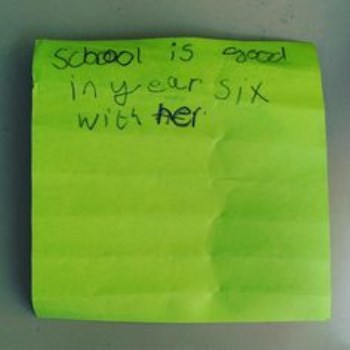 school is good
in year six
with her